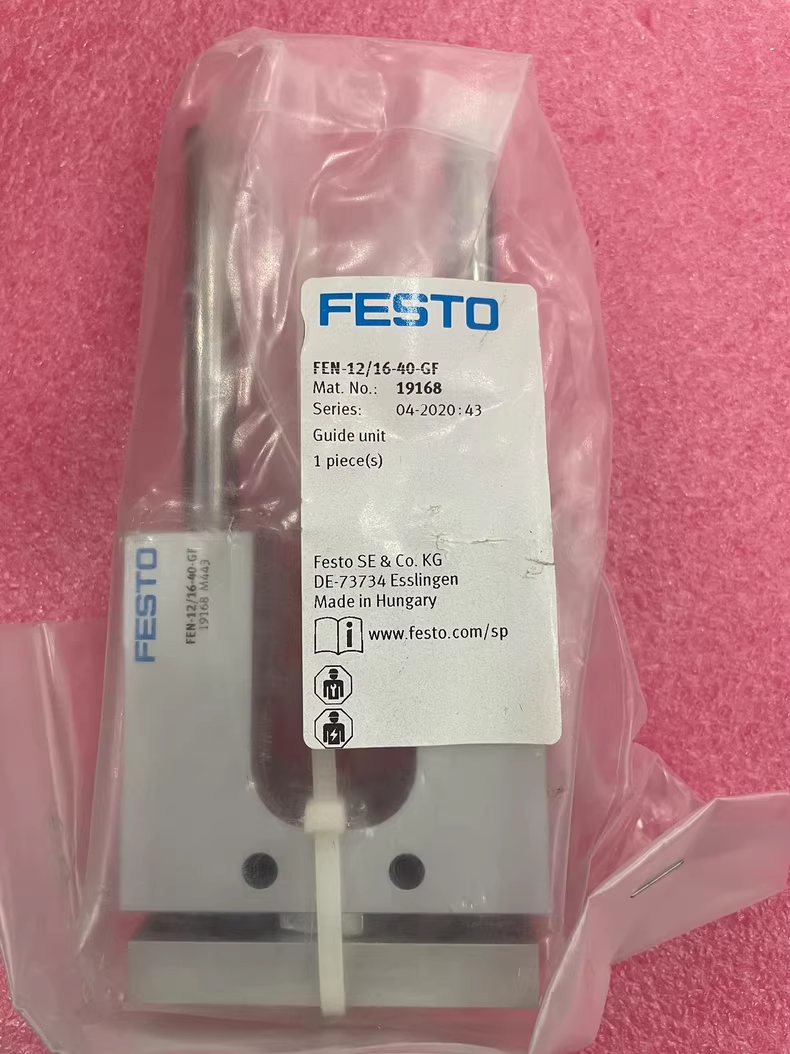 FESTO
FEN-12/16-40-GF
Mat. No.: 19168
Series: 04-2020:43
Guide unit
1 piece(s)
Festo SE & Co. KG
DE-73734 Esslingen
Made in Hungary
www.festo.com/sp
FESTO
FEN-12/16-40-GF
19168 M443